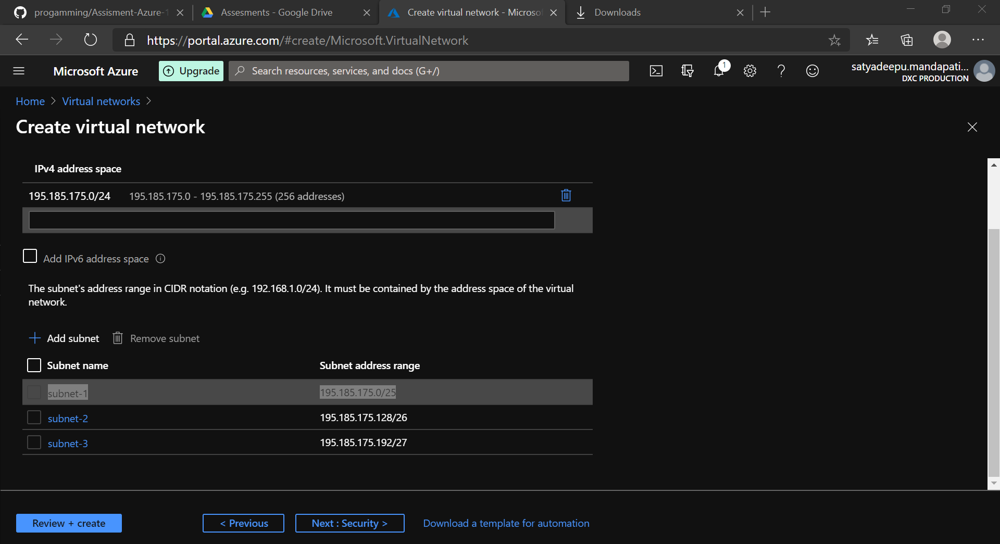 progamming/Assisment-Azure-1
Assesments - Google Drive
Create virtual network - Microso
Downloads
https://portal.azure.com/#create/Microsoft.VirtualNetwork
Microsoft Azure
Upgrade
Search resources, services, and docs (G+/)
1
satyadeepu.mandapati...
DXC PRODUCTION
Home > Virtual networks >
Create virtual network
IPv4 address space
195.185.175.0/24 195.185.175.0 - 195.185.175.255 (256 addresses)
Add IPv6 address space
The subnet's address range in CIDR notation (e.g. 192.168.1.0/24). It must be contained by the address space of the virtual
network.
Add subnet Remove subnet
Subnet name Subnet address range
subnet-1 195.185.175.0/25
subnet-2 195.185.175.128/26
subnet-3 195.185.175.192/27
Review + create < Previous Next : Security > Download a template for automation